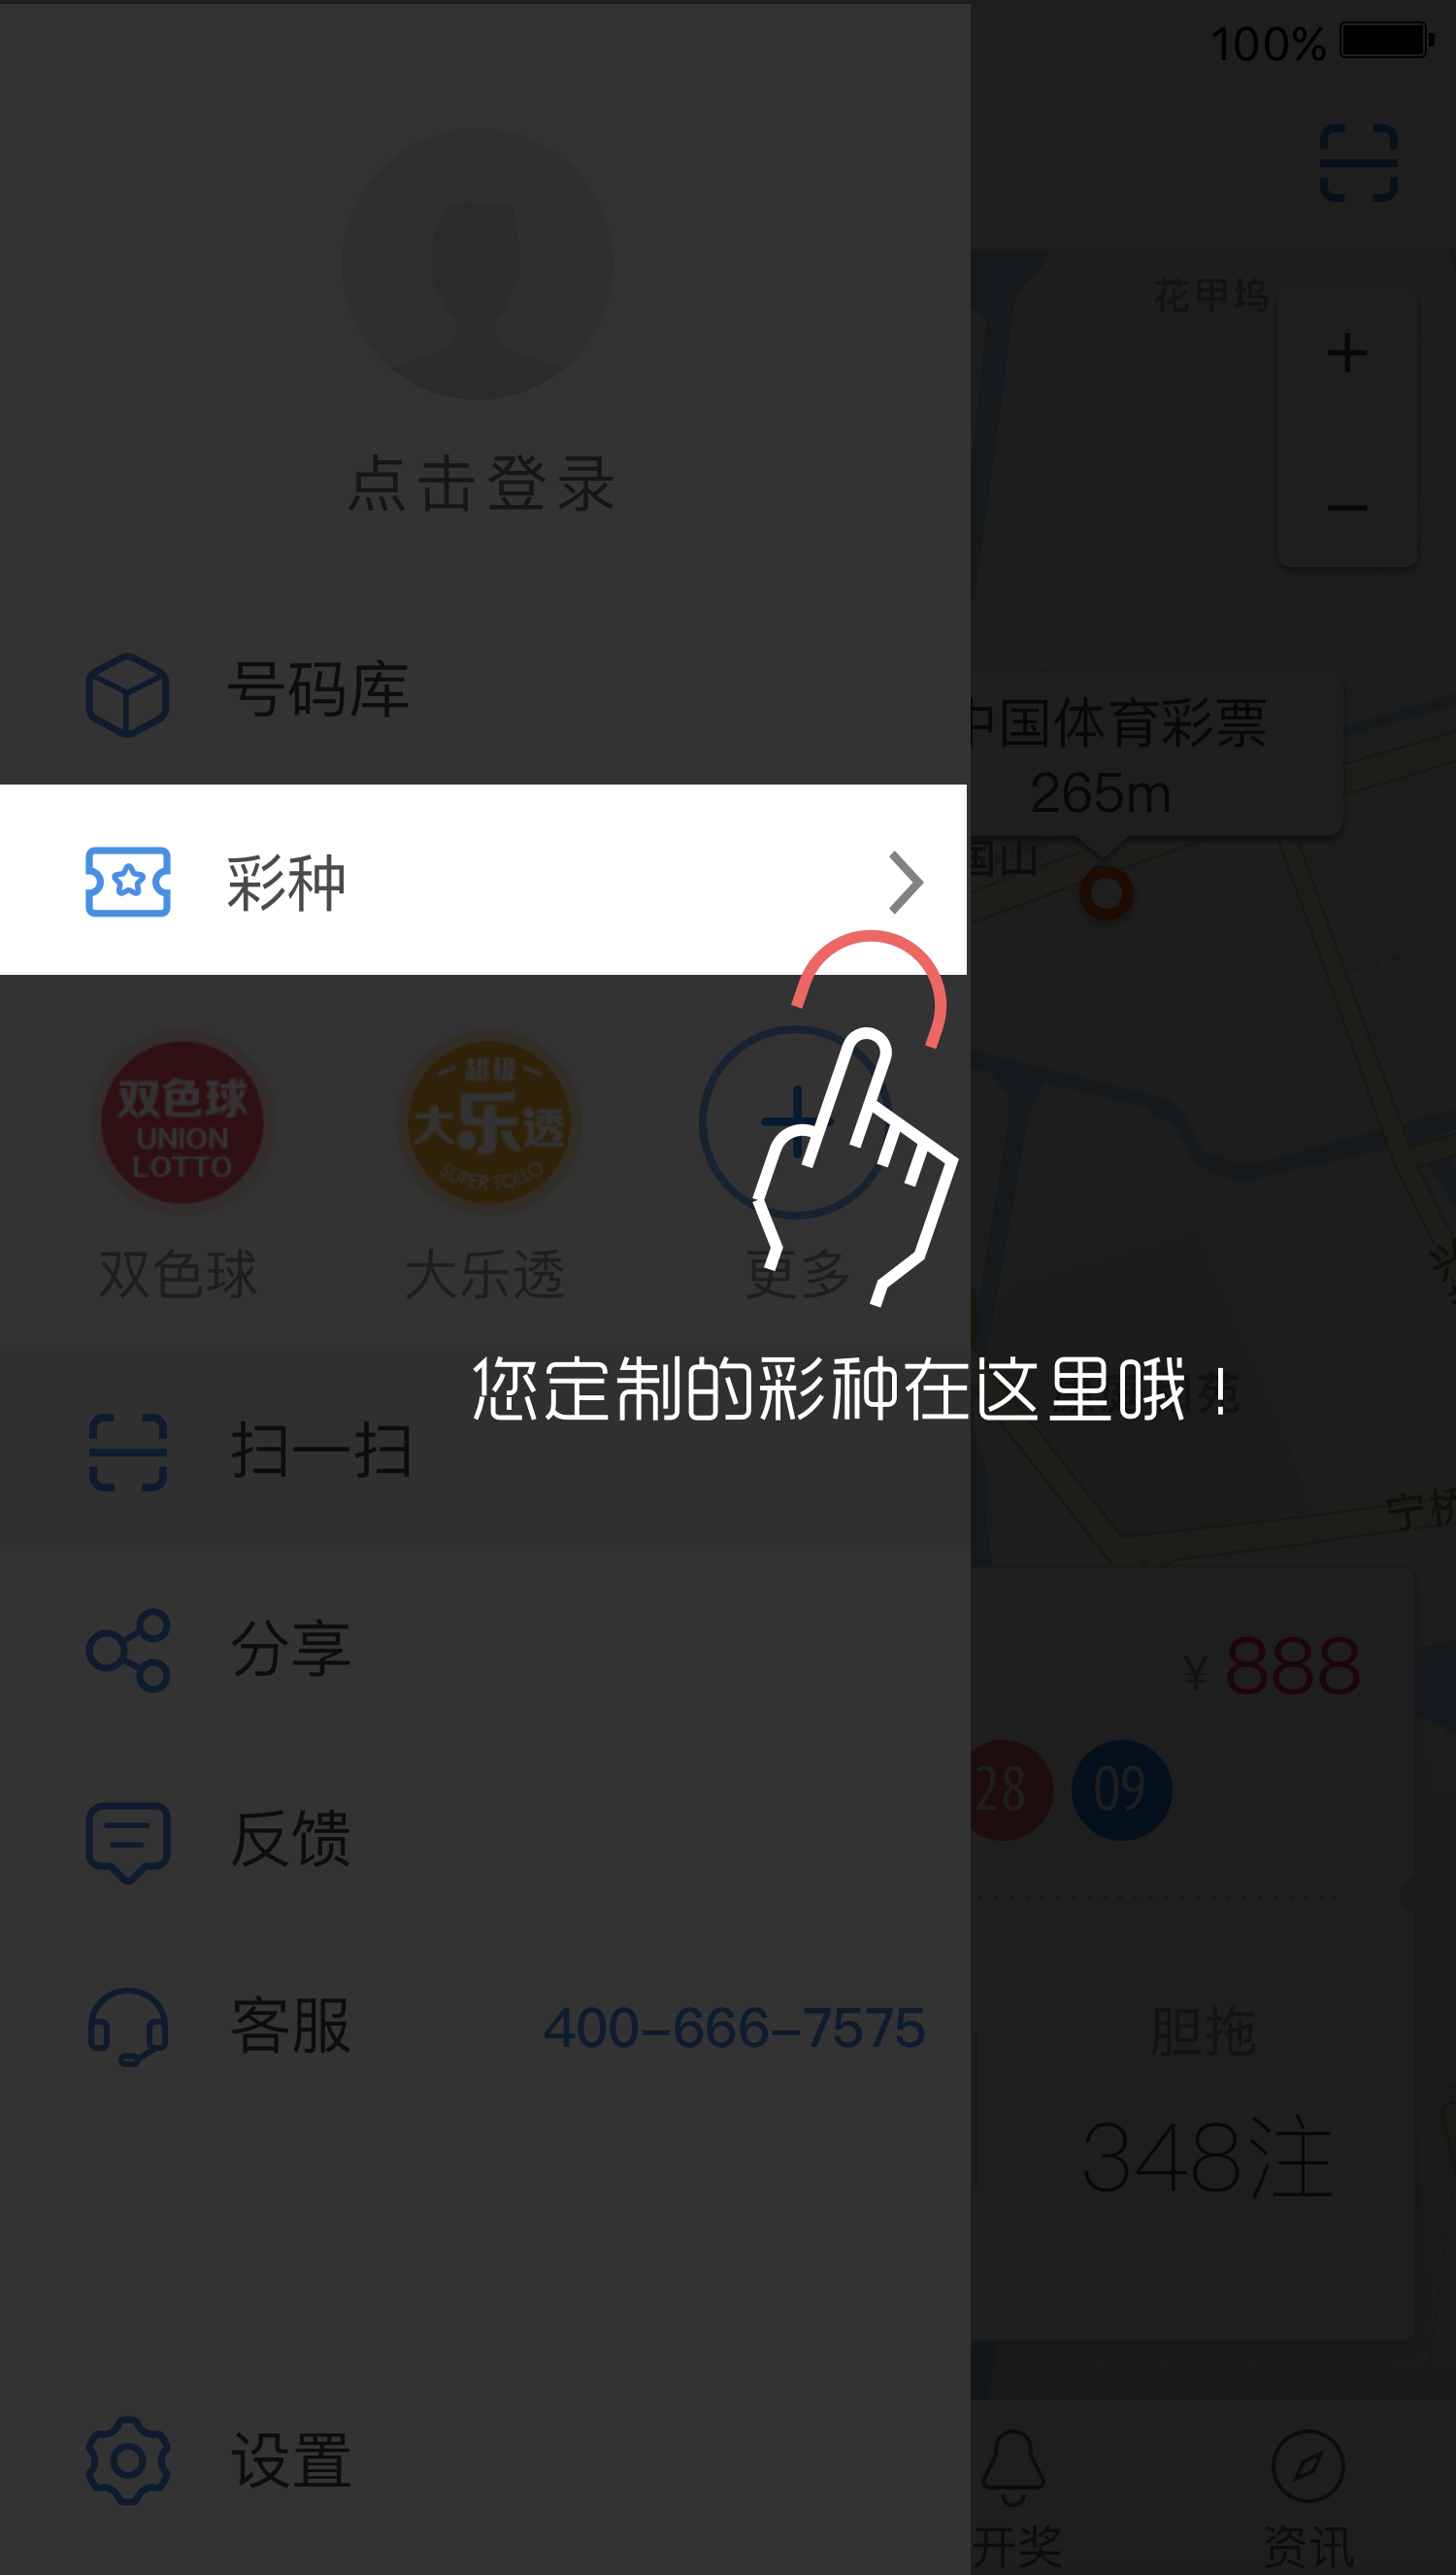 100%
花甲坞
+
−
点击登录
号码库
中国体育彩票
265m
国山
彩种
双色球
UNION
LOTTO
超级
大乐透
SUPER TOLLO
双色球
大乐透
更多
您定制的彩种在这里哦！
苑
扫一扫
宁桥
分享
¥ 888
28 09
反馈
客服 400-666-7575
胆拖
348注
设置
开奖
资讯